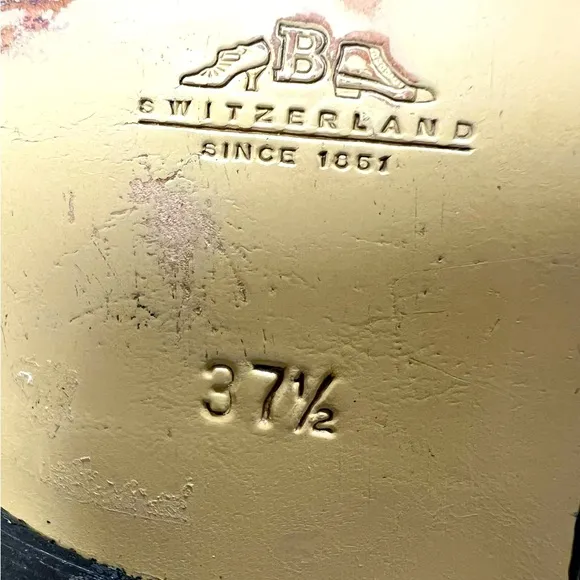 B
SWITZERLAND
SINCE 1851
37½